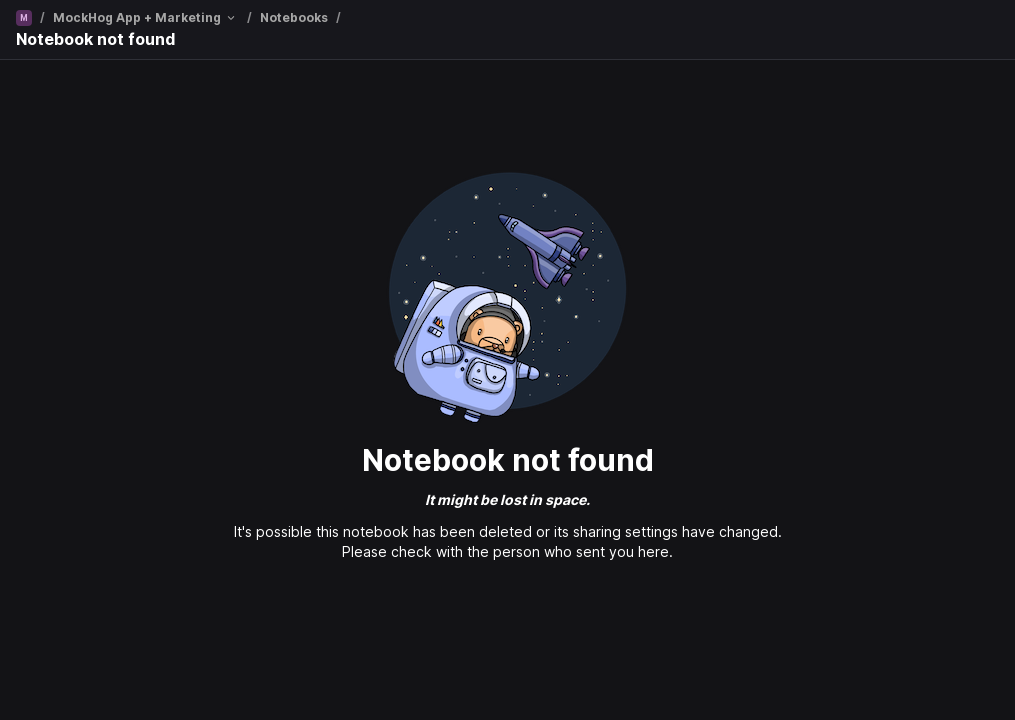 M / MockHog App + Marketing / Notebooks /
Notebook not found
Notebook not found
It might be lost in space.
It's possible this notebook has been deleted or its sharing settings have changed.
Please check with the person who sent you here.